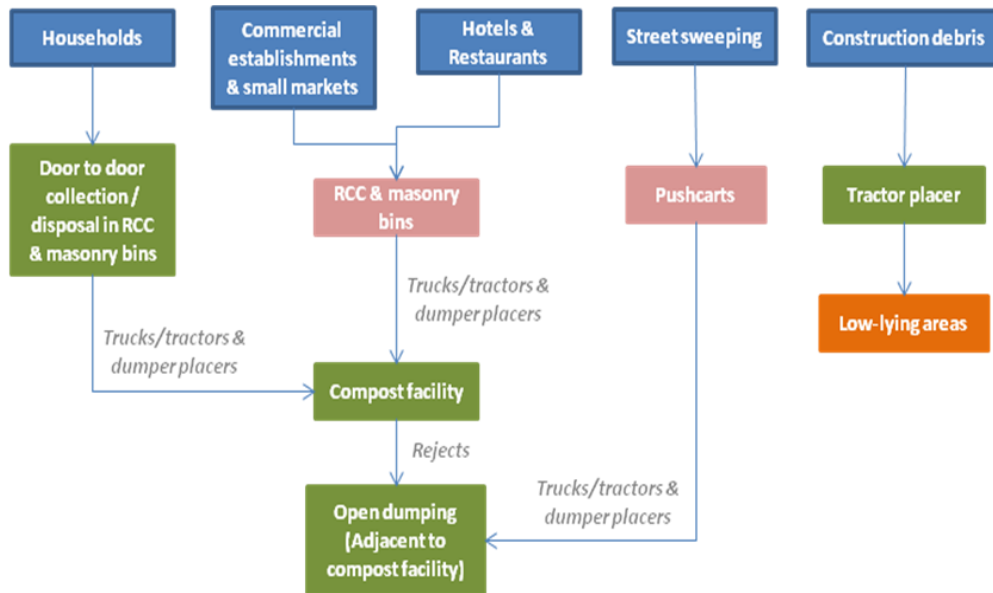 Households
Commercial
establishments
& small markets
Hotels &
Restaurants
Street sweeping
Construction debris
Door to door
collection /
disposal in RCC
& masonry bins
RCC & masonry
bins
Pushcarts
Tractor placer
Trucks/tractors &
dumper placers
Low-lying areas
Trucks/tractors &
dumper placers
Compost facility
Rejects
Trucks/tractors &
dumper placers
Open dumping
(Adjacent to
compost facility)